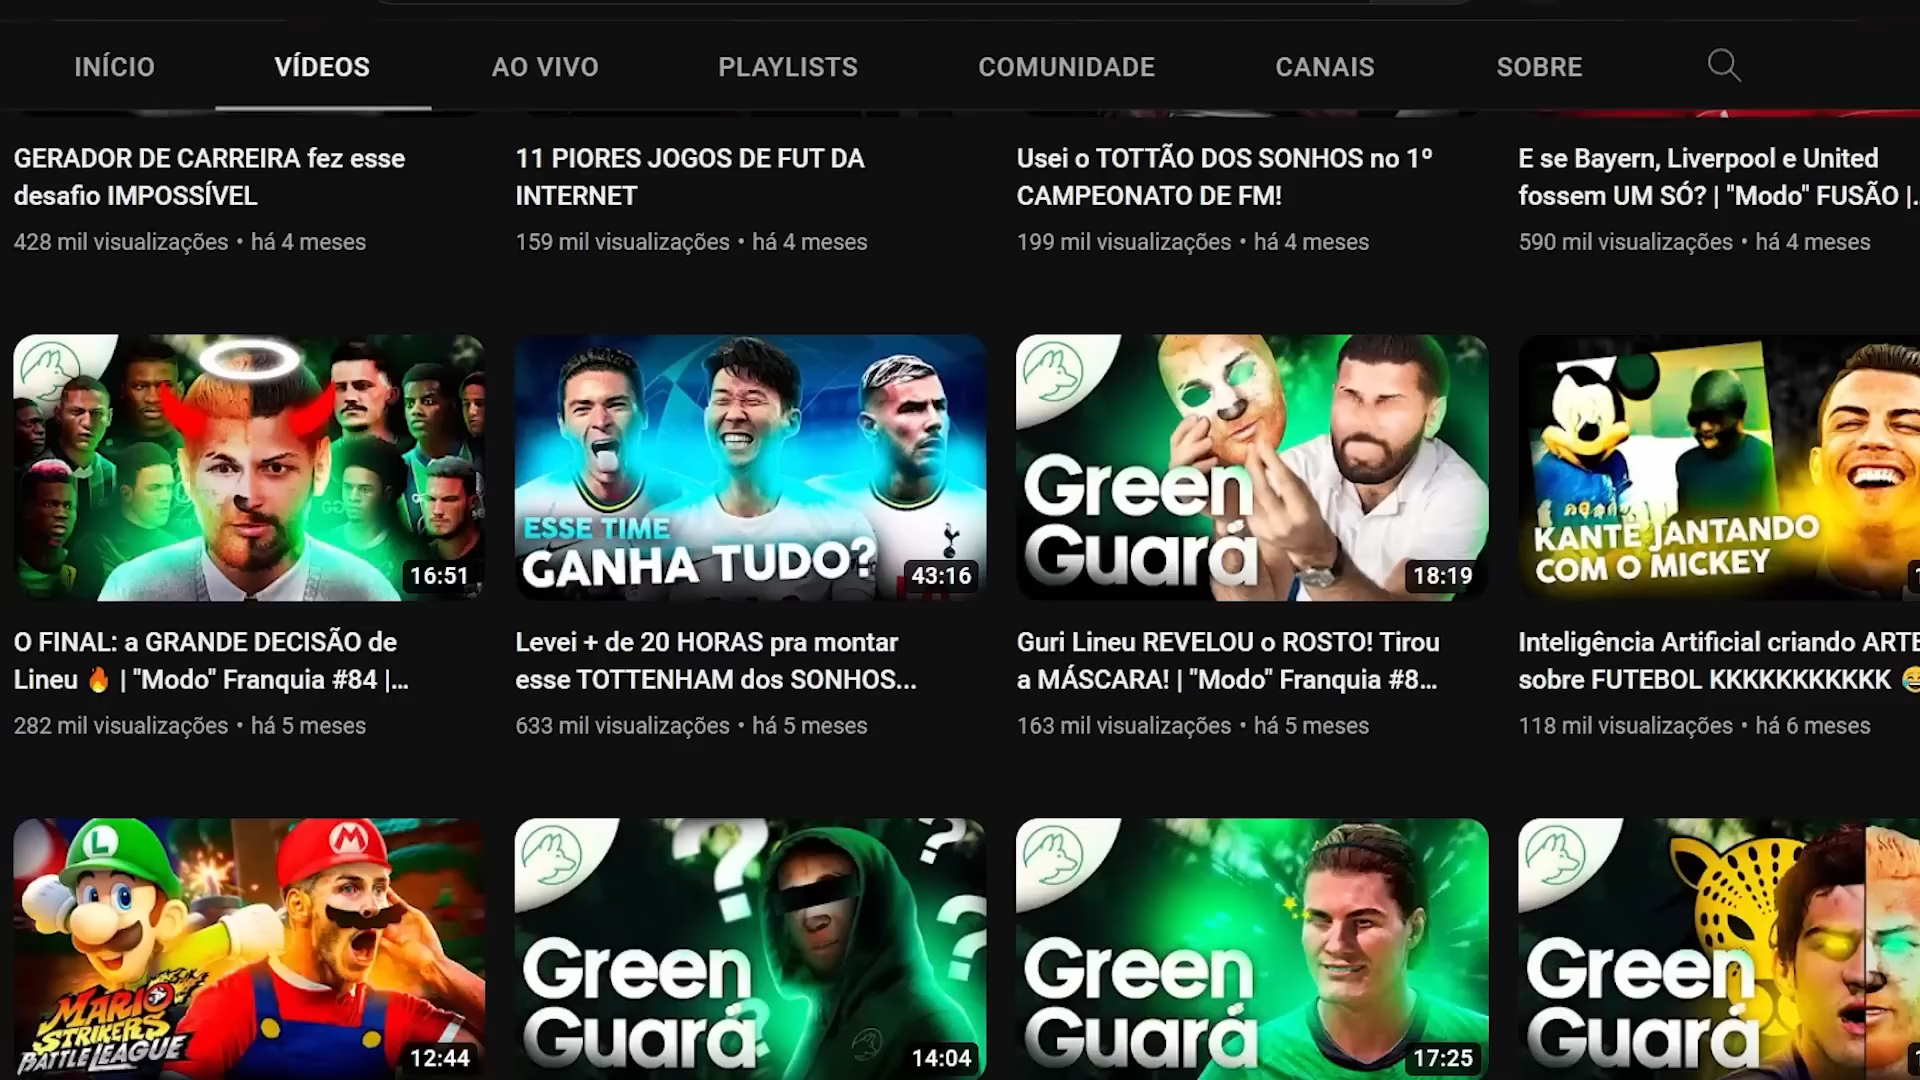 INÍCIO
VÍDEOS
AO VIVO
PLAYLISTS
COMUNIDADE
CANAIS
SOBRE
GERADOR DE CARREIRA fez esse
desafio IMPOSSÍVEL
428 mil visualizações • há 4 meses
11 PIORES JOGOS DE FUT DA
INTERNET
159 mil visualizações • há 4 meses
Usei o TOTTÃO DOS SONHOS no 1º
CAMPEONATO DE FM!
199 mil visualizações • há 4 meses
E se Bayern, Liverpool e United
fossem UM SÓ? | "Modo" FUSÃO |...
590 mil visualizações • há 4 meses
16:51
O FINAL: a GRANDE DECISÃO de
Lineu 🔥 | "Modo" Franquia #84 |...
282 mil visualizações • há 5 meses
ESSE TIME
GANHA TUDO?
43:16
Levei + de 20 HORAS pra montar
esse TOTTENHAM dos SONHOS...
633 mil visualizações • há 5 meses
Green
Guará
18:19
Guri Lineu REVELOU o ROSTO! Tirou
a MÁSCARA! | "Modo" Franquia #8...
163 mil visualizações • há 5 meses
KANTÉ JANTANDO
COM O MICKEY
Inteligência Artificial criando ARTE
sobre FUTEBOL KKKKKKKKKKK 😂
118 mil visualizações • há 6 meses
L
M
MARIO
STRIKERS
BATTLE LEAGUE
12:44
Green
Guará
14:04
Green
Guará
17:25
Green
Guará